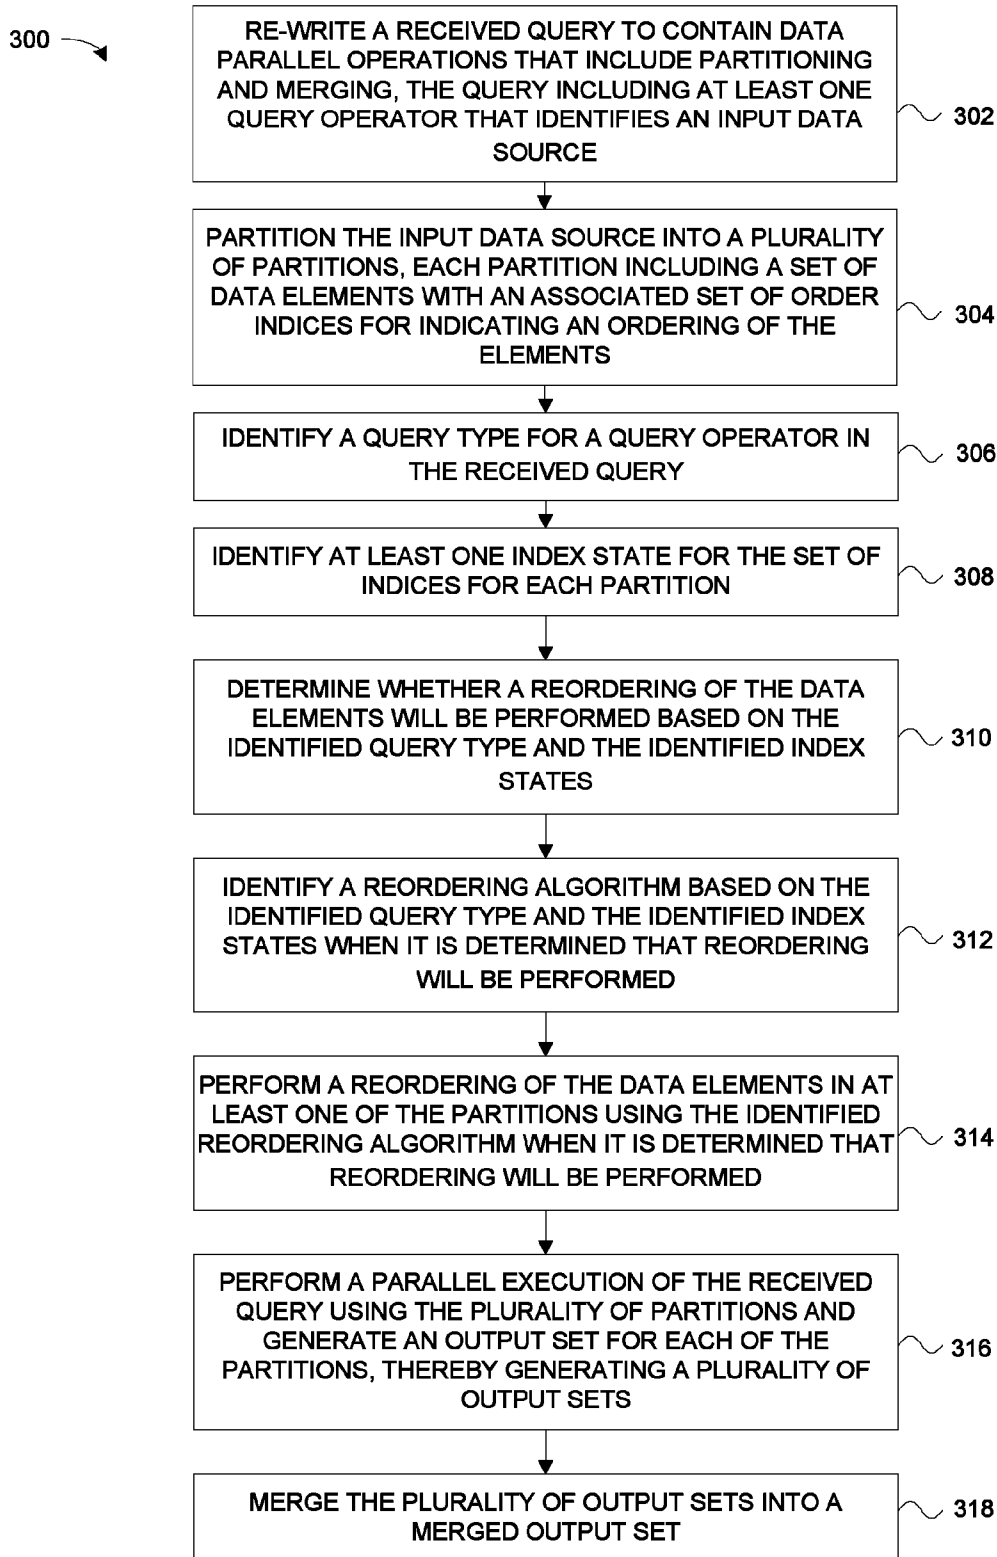 300
RE-WRITE A RECEIVED QUERY TO CONTAIN DATA
PARALLEL OPERATIONS THAT INCLUDE PARTITIONING
AND MERGING, THE QUERY INCLUDING AT LEAST ONE
QUERY OPERATOR THAT IDENTIFIES AN INPUT DATA
SOURCE
302
PARTITION THE INPUT DATA SOURCE INTO A PLURALITY
OF PARTITIONS, EACH PARTITION INCLUDING A SET OF
DATA ELEMENTS WITH AN ASSOCIATED SET OF ORDER
INDICES FOR INDICATING AN ORDERING OF THE
ELEMENTS
304
IDENTIFY A QUERY TYPE FOR A QUERY OPERATOR IN
THE RECEIVED QUERY
306
IDENTIFY AT LEAST ONE INDEX STATE FOR THE SET OF
INDICES FOR EACH PARTITION
308
DETERMINE WHETHER A REORDERING OF THE DATA
ELEMENTS WILL BE PERFORMED BASED ON THE
IDENTIFIED QUERY TYPE AND THE IDENTIFIED INDEX
STATES
310
IDENTIFY A REORDERING ALGORITHM BASED ON THE
IDENTIFIED QUERY TYPE AND THE IDENTIFIED INDEX
STATES WHEN IT IS DETERMINED THAT REORDERING
WILL BE PERFORMED
312
PERFORM A REORDERING OF THE DATA ELEMENTS IN AT
LEAST ONE OF THE PARTITIONS USING THE IDENTIFIED
REORDERING ALGORITHM WHEN IT IS DETERMINED THAT
REORDERING WILL BE PERFORMED
314
PERFORM A PARALLEL EXECUTION OF THE RECEIVED
QUERY USING THE PLURALITY OF PARTITIONS AND
GENERATE AN OUTPUT SET FOR EACH OF THE
PARTITIONS, THEREBY GENERATING A PLURALITY OF
OUTPUT SETS
316
MERGE THE PLURALITY OF OUTPUT SETS INTO A
MERGED OUTPUT SET
318